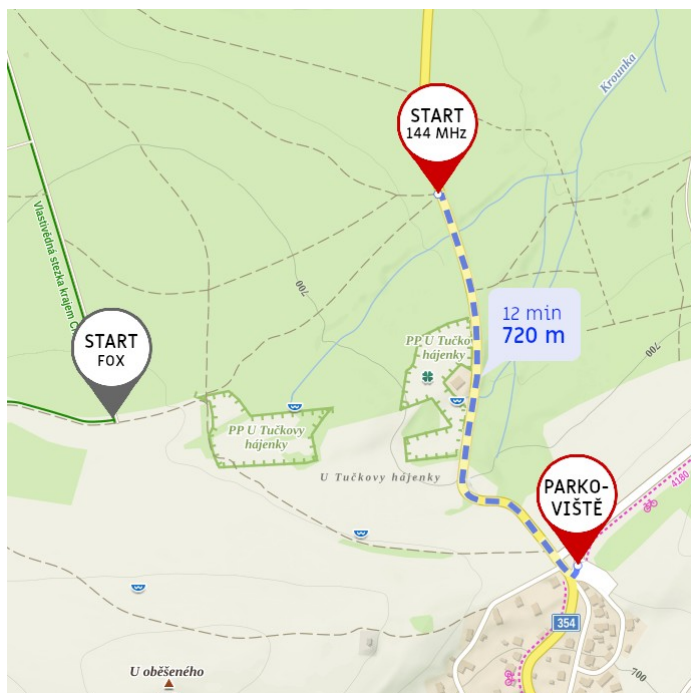 Krounka
START
144 MHz
Vlastivědná stezka krajem
700
12 min
720 m
START
FOX
PP U Tučko
hájenky
700
PP U Tučkovy
hájenky
U Tučkovy hájenky
4180
PARKO-
VIŠTĚ
354
U oběšeného
700